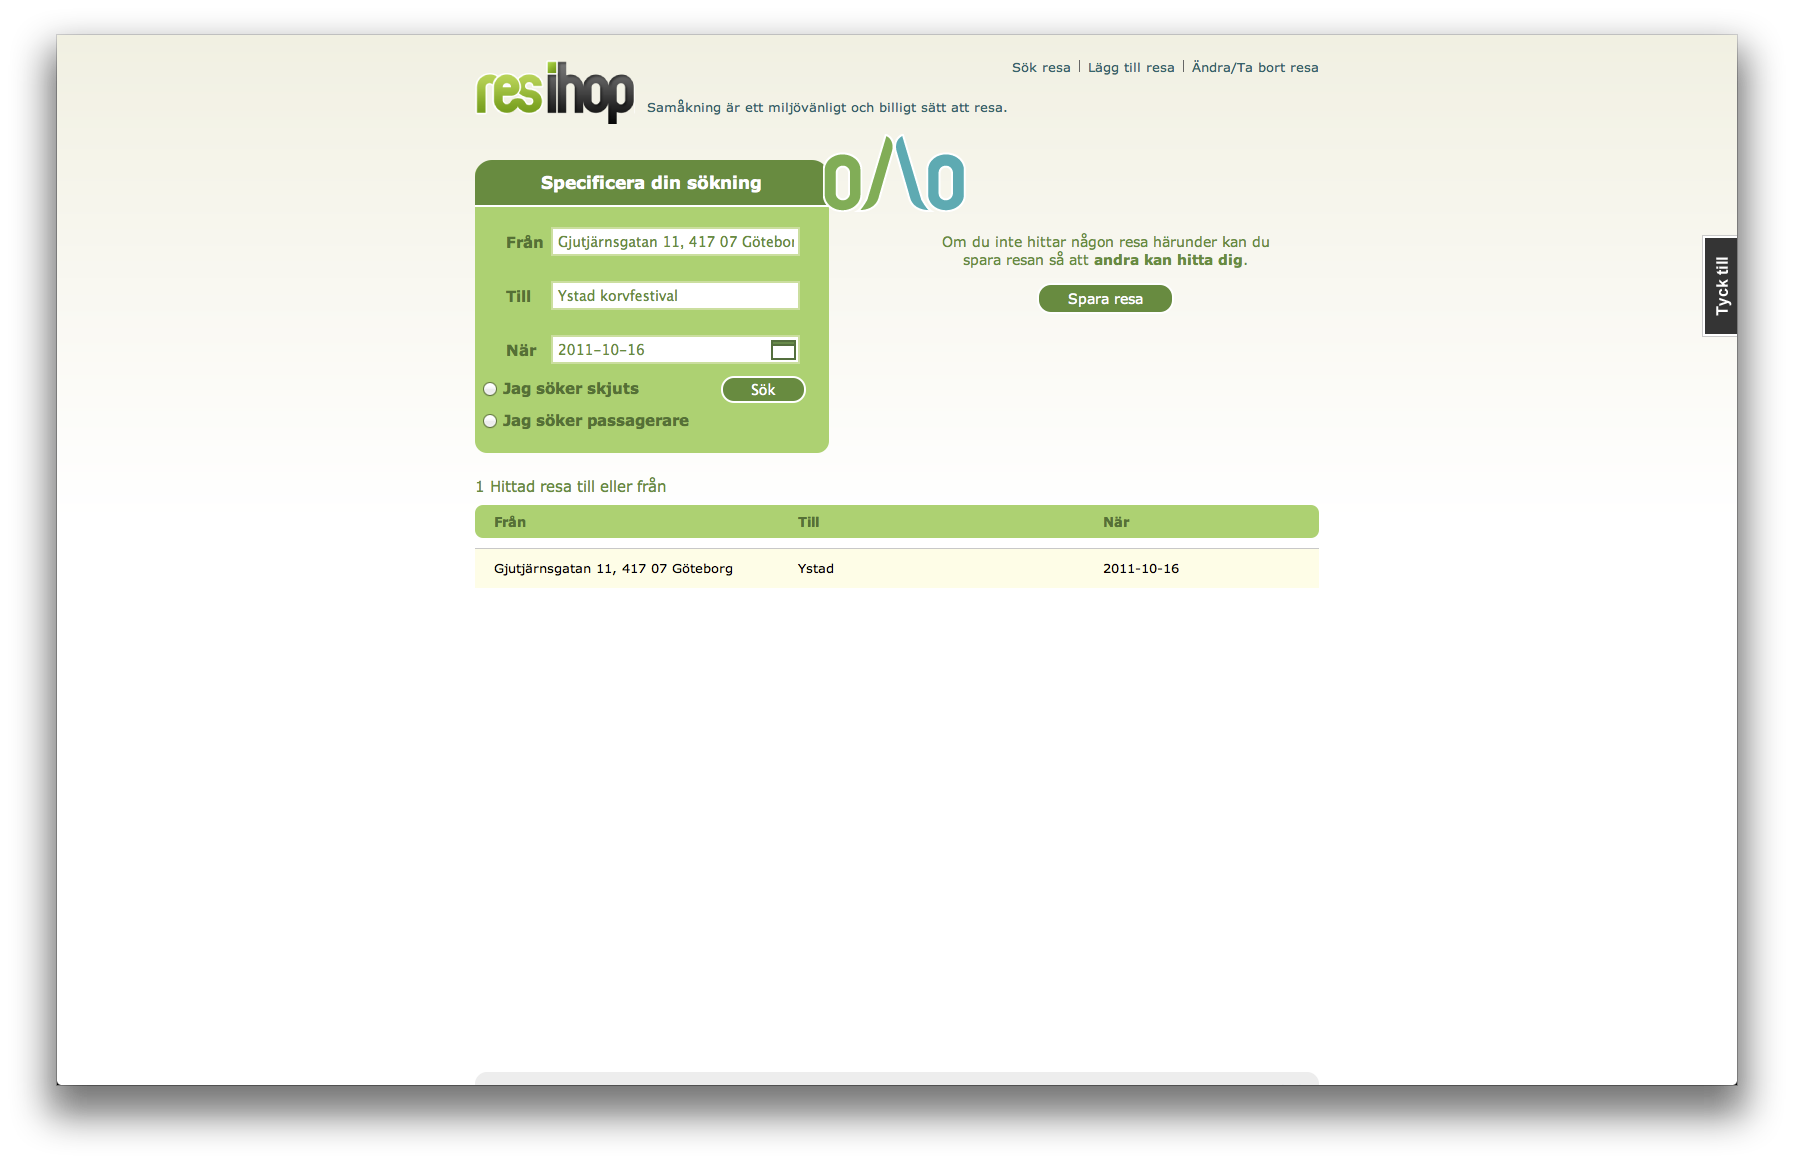 Sök resa | Lägg till resa | Ändra/Ta bort resa
resihop
Samåkning är ett miljövänligt och billigt sätt att resa.
Specificera din sökning
Från Gjutjärnsgatan 11, 417 07 Götebor
Till Ystad korvfestival
När 2011-10-16
Jag söker skjuts
Sök
Jag söker passagerare
Om du inte hittar någon resa härunder kan du
spara resan så att andra kan hitta dig.
Spara resa
Tyck till
1 Hittad resa till eller från
Från Till När
Gjutjärnsgatan 11, 417 07 Göteborg Ystad 2011-10-16